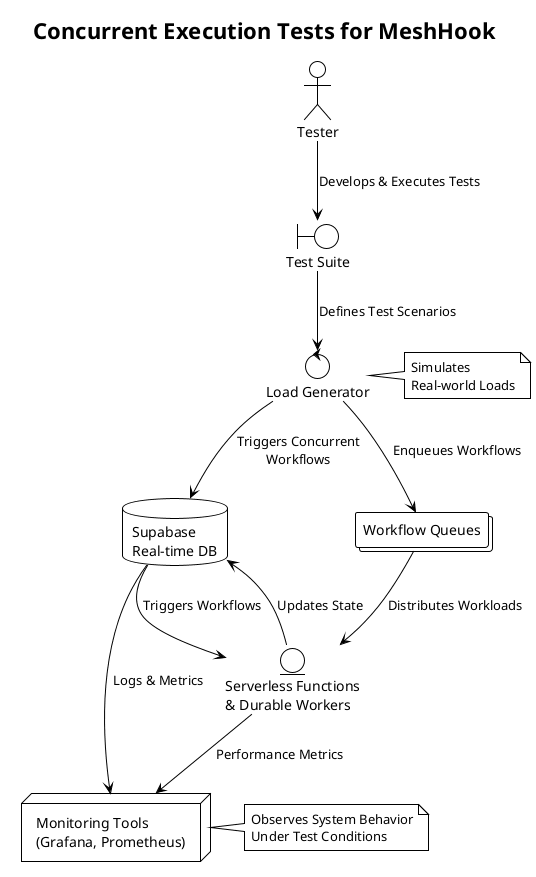 Concurrent Execution Tests for MeshHook
Tester
Develops & Executes Tests
Test Suite
Defines Test Scenarios
Load Generator
Simulates
Real-world Loads
Triggers Concurrent
Workflows
Enqueues Workflows
Supabase
Real-time DB
Workflow Queues
Triggers Workflows
Updates State
Distributes Workloads
Logs & Metrics
Serverless Functions
& Durable Workers
Performance Metrics
Monitoring Tools
(Grafana, Prometheus)
Observes System Behavior
Under Test Conditions